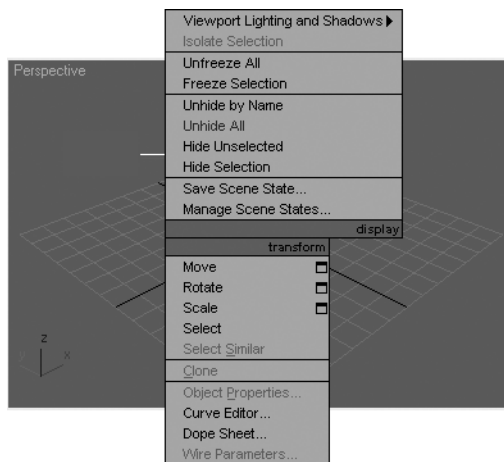 Viewport Lighting and Shadows
Isolate Selection
Unfreeze All
Freeze Selection
Perspective
Unhide by Name
Unhide All
Hide Unselected
Hide Selection
Save Scene State...
Manage Scene States...
display
transform
Move
Rotate
Scale
Select
Select Similar
Clone
Object Properties...
Curve Editor...
Dope Sheet...
Wire Parameters...
z
y
x